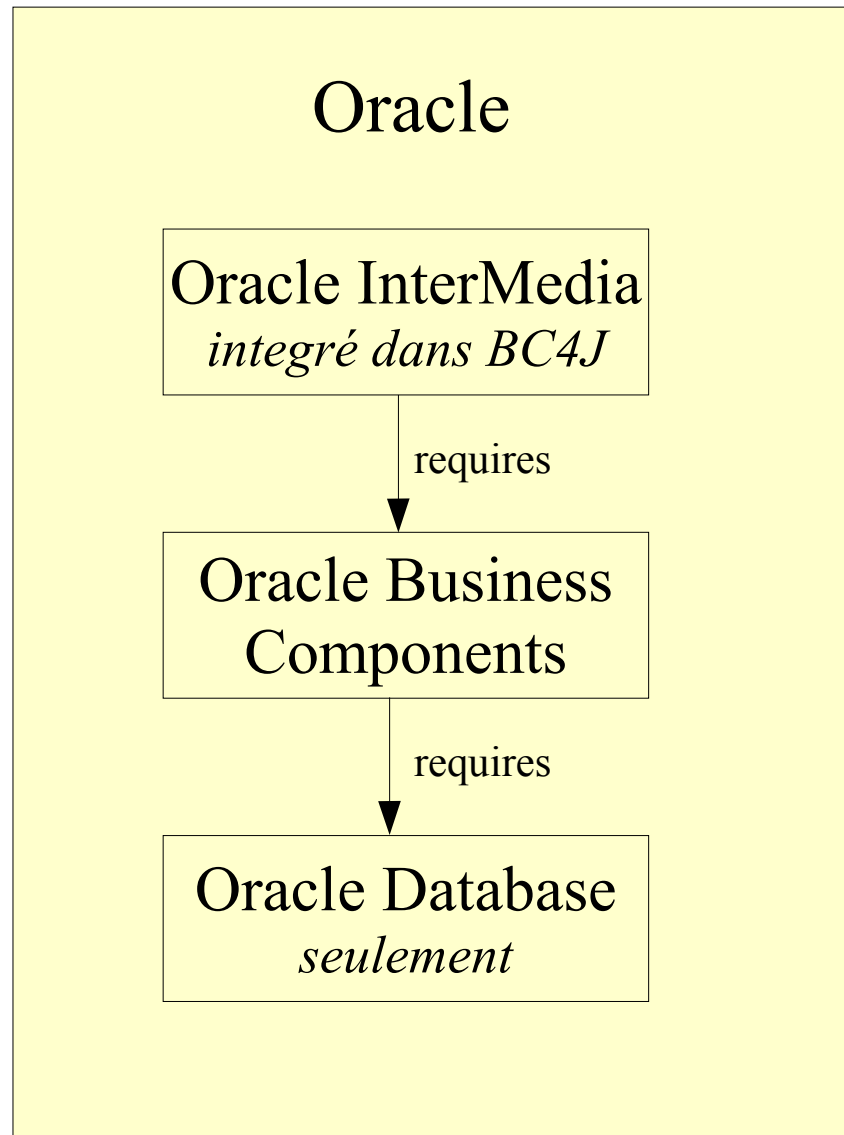 Oracle
Oracle InterMedia
integré dans BC4J
requires
Oracle Business
Components
requires
Oracle Database
seulement